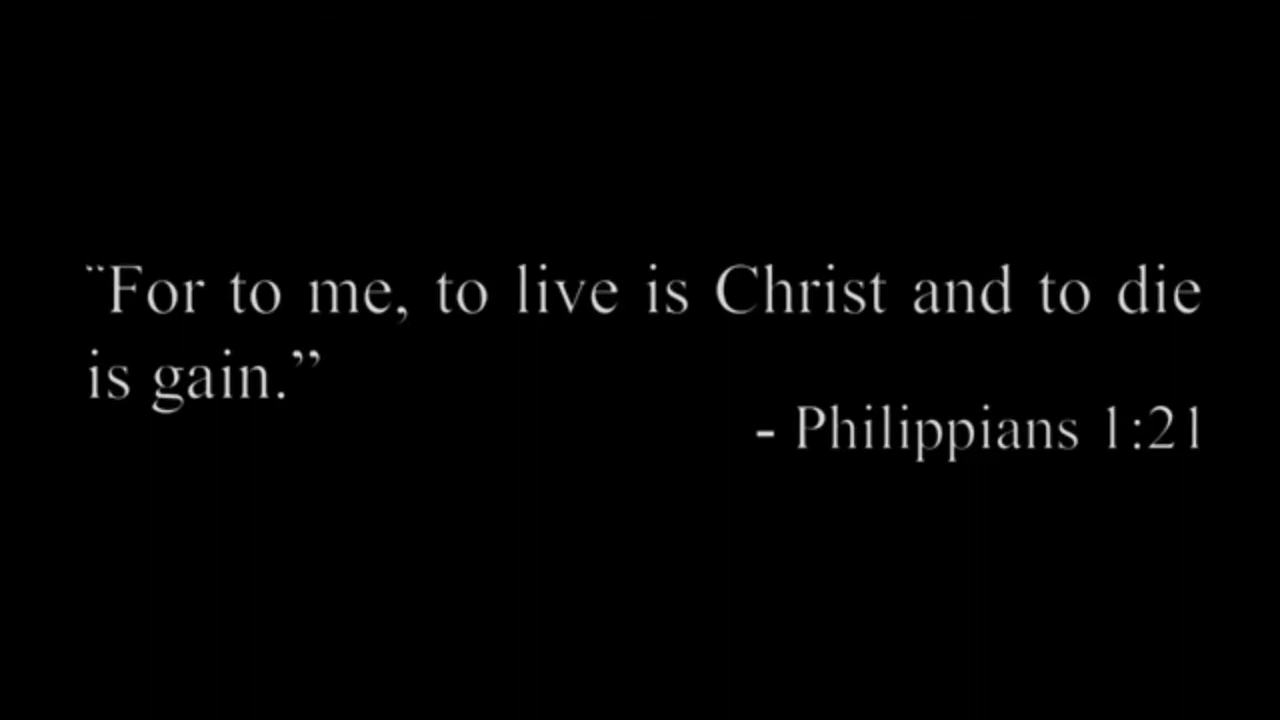 “For to me, to live is Christ and to die
is gain.”
- Philippians 1:21